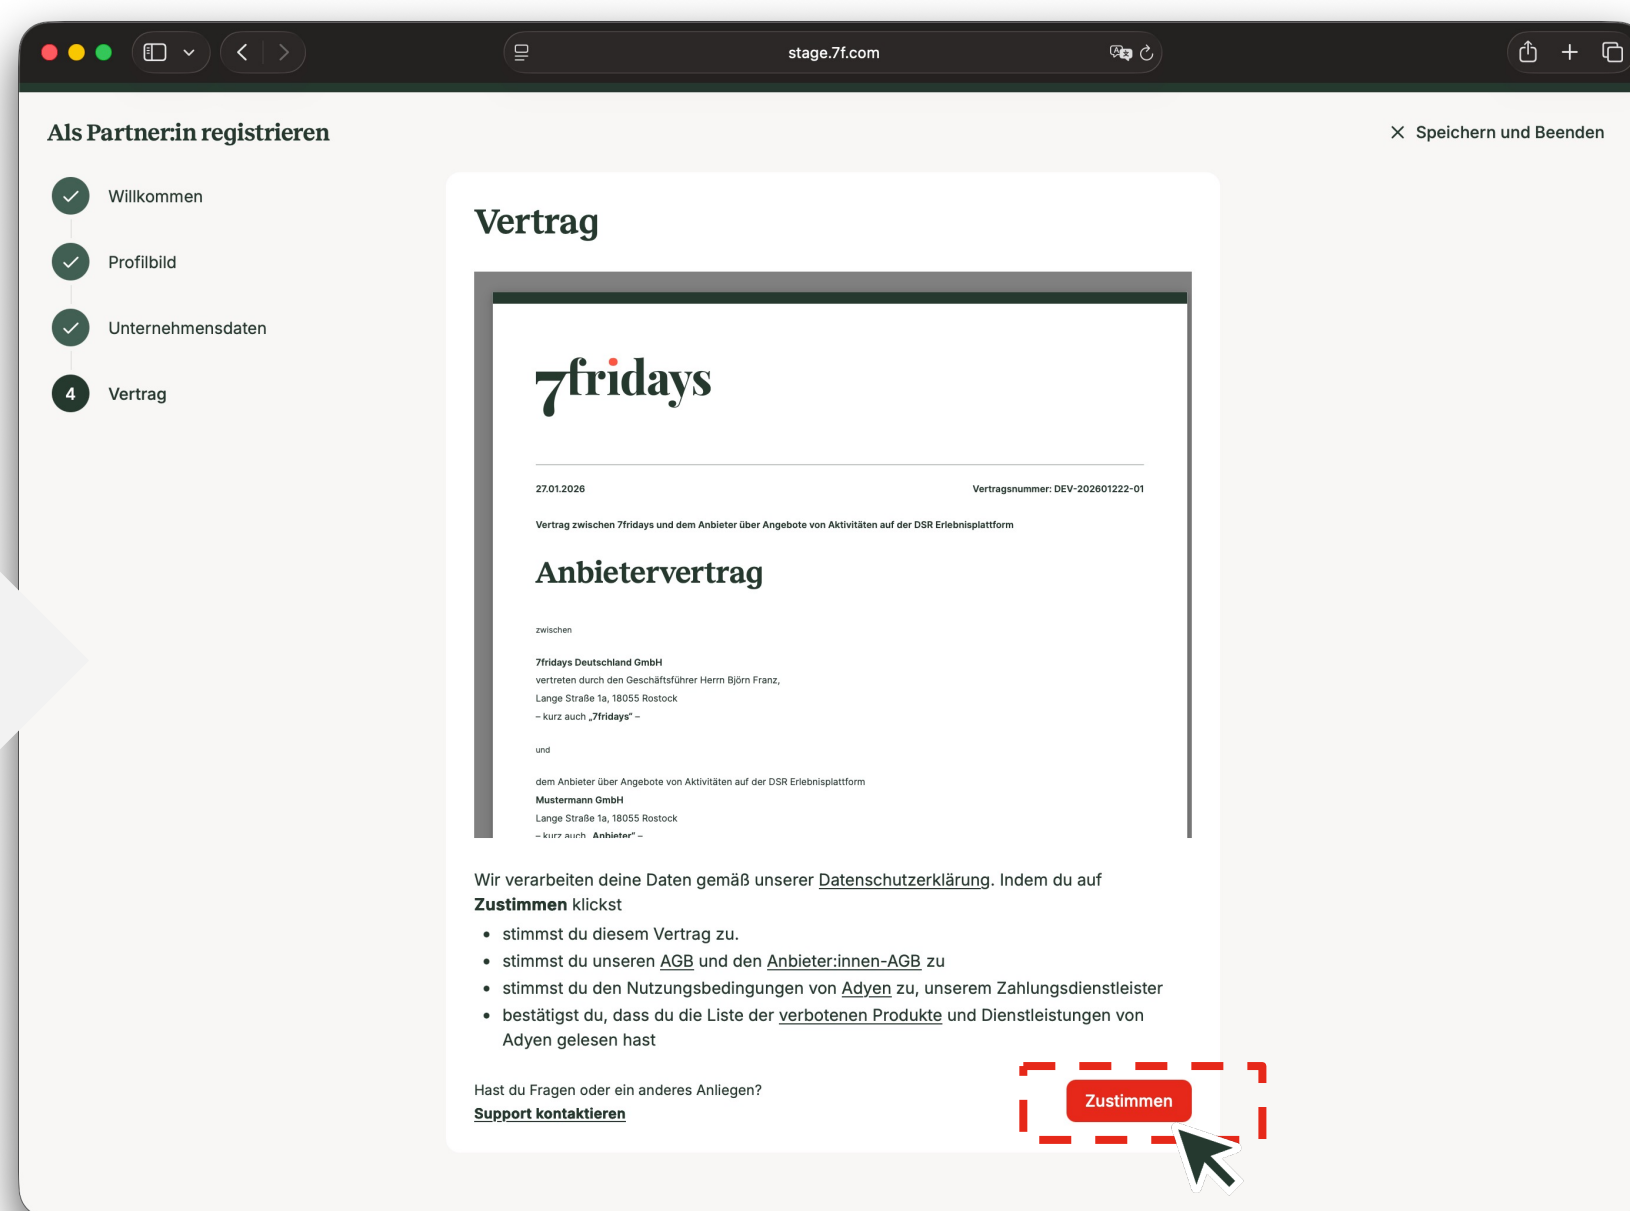 stage.7f.com
Als Partner:in registrieren
Speichern und Beenden
Willkommen
Profilbild
Unternehmensdaten
4 Vertrag
Vertrag
7fridays
27.01.2026 Vertragsnummer: DEV-202601222-01
Vertrag zwischen 7fridays und dem Anbieter über Angebote von Aktivitäten auf der DSR Erlebnisplattform
Anbietervertrag
zwischen
7fridays Deutschland GmbH
vertreten durch den Geschäftsführer Herrn Björn Franz,
Lange Straße 1a, 18055 Rostock
– kurz auch „7fridays“ –
und
dem Anbieter über Angebote von Aktivitäten auf der DSR Erlebnisplattform
Mustermann GmbH
Lange Straße 1a, 18055 Rostock
– kurz auch „Anbieter“ –
Wir verarbeiten deine Daten gemäß unserer Datenschutzerklärung. Indem du auf
Zustimmen klickst
• stimmst du diesem Vertrag zu.
• stimmst du unseren AGB und den Anbieter:innen-AGB zu
• stimmst du den Nutzungsbedingungen von Adyen zu, unserem Zahlungsdienstleister
• bestätigst du, dass du die Liste der verbotenen Produkte und Dienstleistungen von
Adyen gelesen hast
Hast du Fragen oder ein anderes Anliegen?
Support kontaktieren
Zustimmen